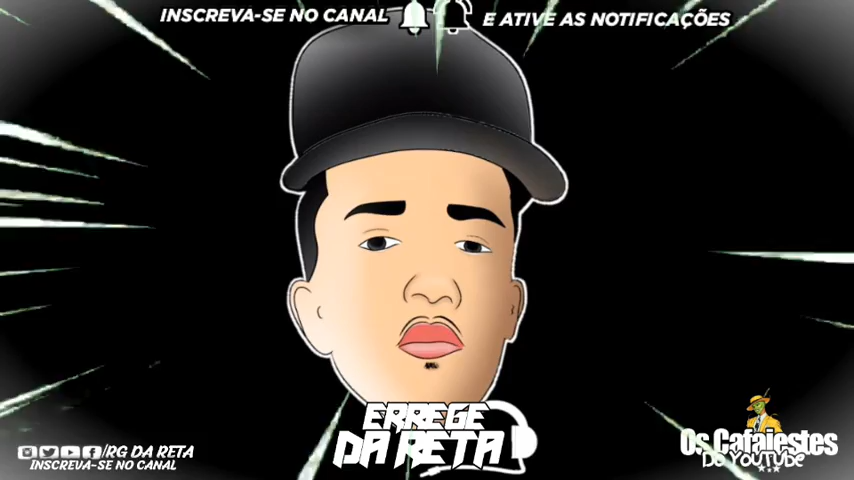 INSCREVA-SE NO CANAL E ATIVE AS NOTIFICAÇÕES
ERREGE
DA RETA
/RG DA RETA
INSCREVA-SE NO CANAL
Os Cafajestes
Do YouTube